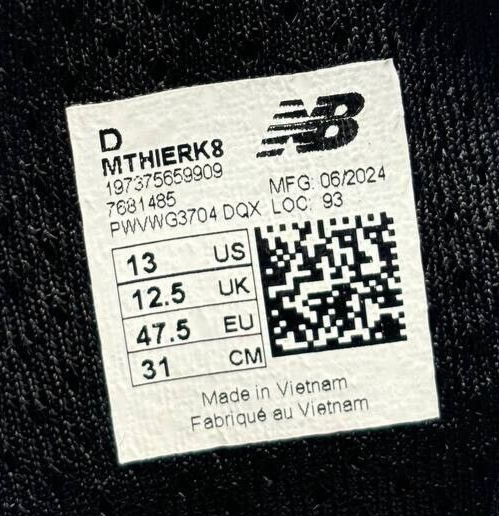 D
NB
MTHIERK8
197375659909
MFG: 06/2024
7681485
PWVWG3704 DQX LOC: 93
13 US
12.5 UK
47.5 EU
31 CM
Made in Vietnam
Fabriqué au Vietnam